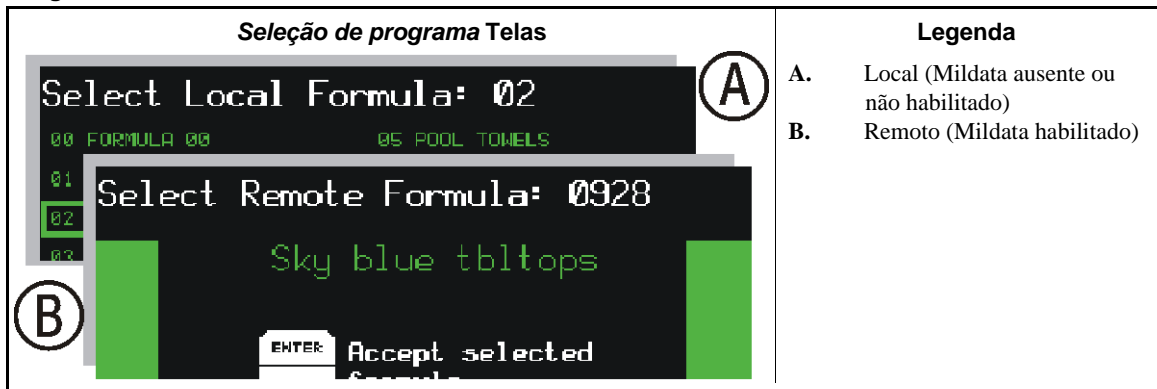 Seleção de programa Telas
Select Local Formula: 02
00 FORMULA 00 05 POOL TOWELS
01
02
03
Select Remote Formula: 0928
Sky blue tbltops
ENTER Accept selected
A
B
Legenda
A. Local (Mildata ausente ou
não habilitado)
B. Remoto (Mildata habilitado)